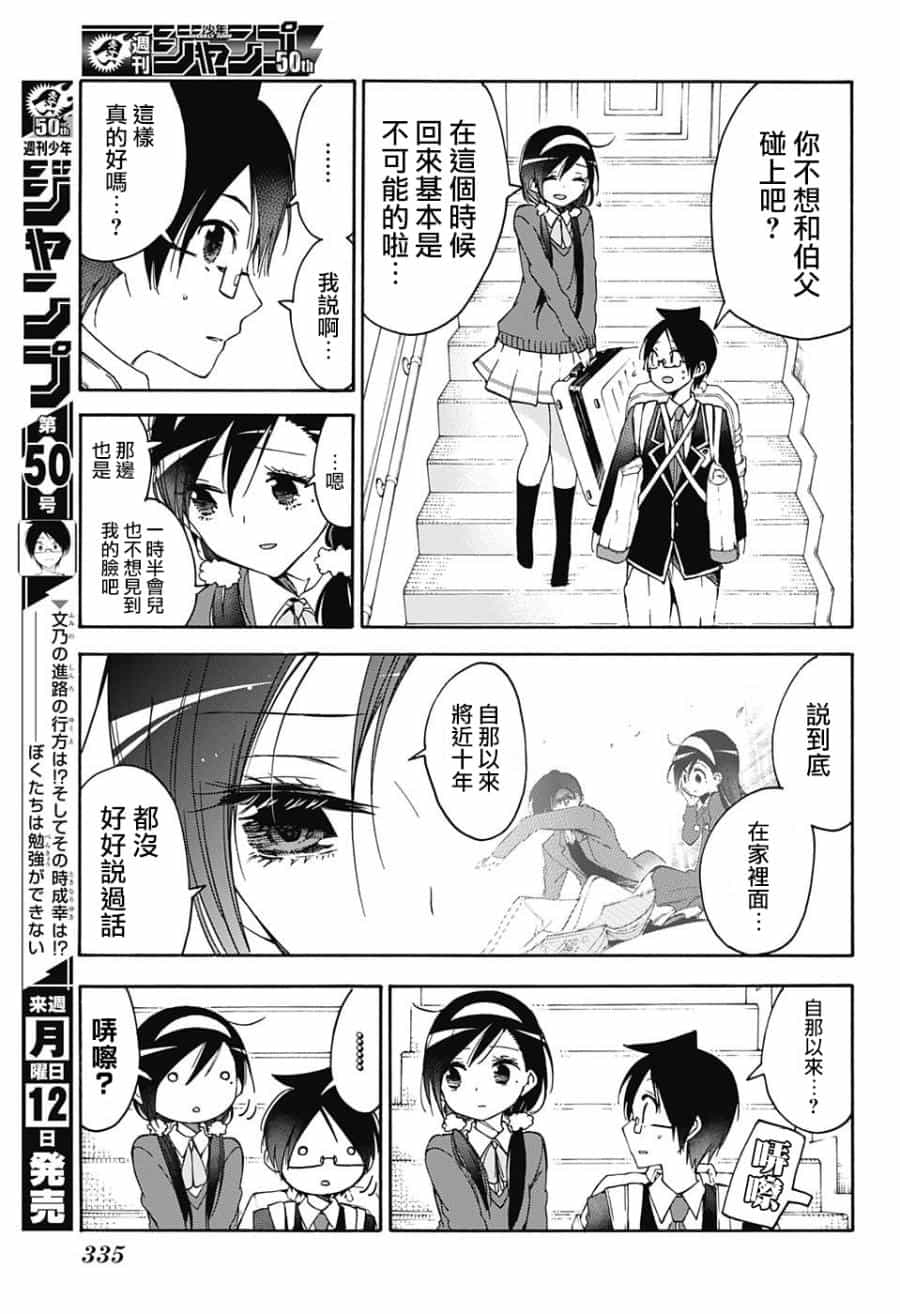 週刊
少年
ジャンプ
50th
你不想和伯父
碰上吧?
在這個時候
回來基本是
不可能的啦…
……
這樣
真的好嗎…?
我說啊…
…嗯
那邊
也是
一時半會兒
也不想見到
我的臉吧
說到底
在家裡面…
自那以來
將近十年
都沒
好好說過話
自那以來…?
哢嚓
………
哢嚓?
50th
週刊少年
ジャンプ
第
50
号
文乃の進路の行方は!?そしてその時成幸は!?
ぼくたちは勉強ができない
来週
月
曜日
12
日
発売
335